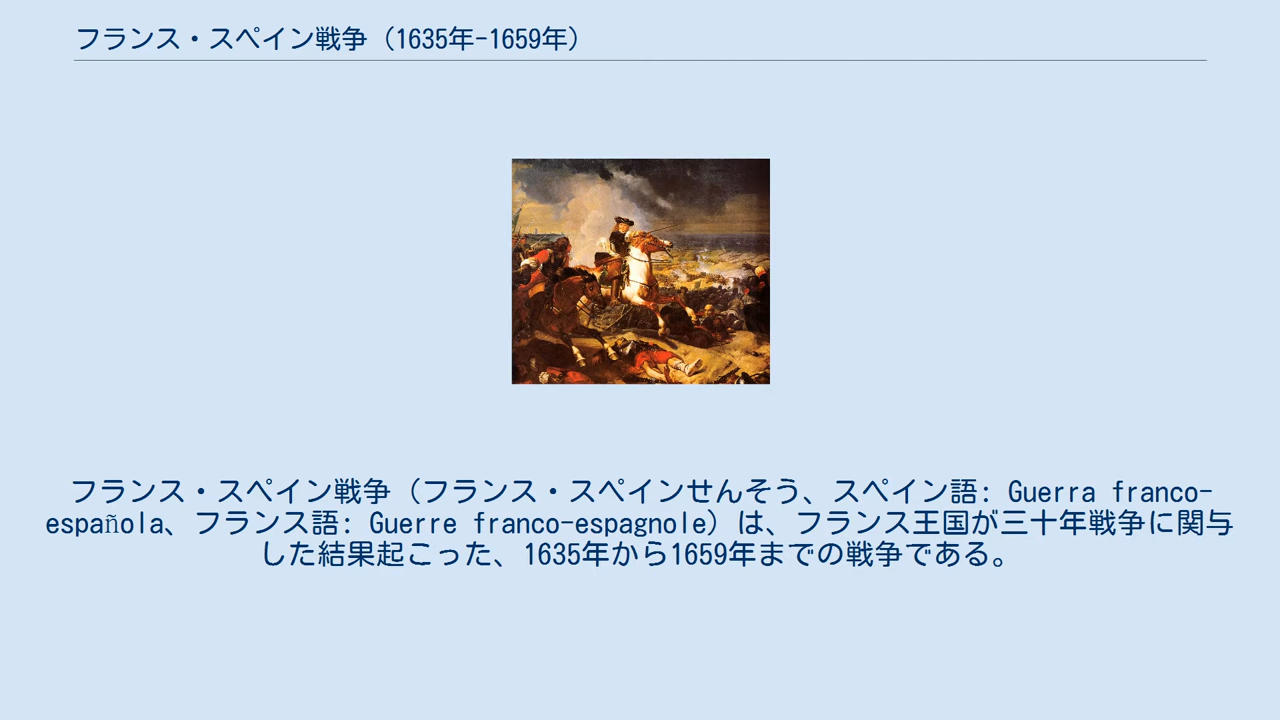 フランス・スペイン戦争（1635年-1659年）
フランス・スペイン戦争（フランス・スペインせんそう、スペイン語: Guerra franco-
española、フランス語: Guerre franco-espagnole）は、フランス王国が三十年戦争に関与
した結果起こった、1635年から1659年までの戦争である。